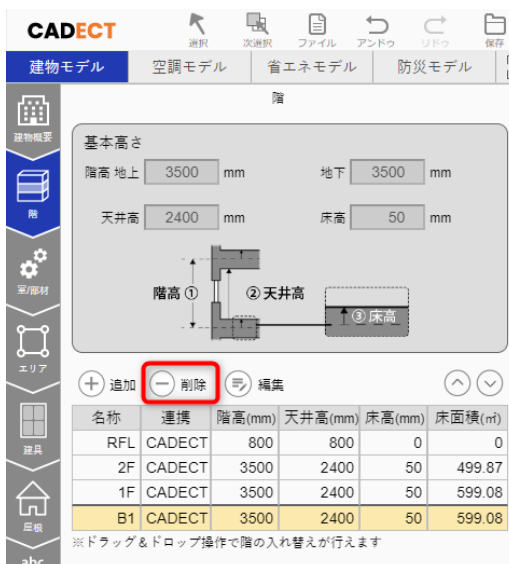 CADECT
選択 次選択 ファイル アンドゥ リドゥ 保存
建物モデル 空調モデル 省エネモデル 防災モデル
階
建物概要
階
室/部材
エリア
建具
屋根
abc
基本高さ
階高 地上 3500 mm 地下 3500 mm
天井高 2400 mm 床高 50 mm
階高 ① ② 天井高 ③ 床高
追加 削除 編集
名称 連携 階高(mm) 天井高(mm) 床高(mm) 床面積(㎡)
RFL CADECT 800 800 0 0
2F CADECT 3500 2400 50 499.87
1F CADECT 3500 2400 50 599.08
B1 CADECT 3500 2400 50 599.08
※ドラッグ＆ドロップ操作で階の入れ替えが行えます